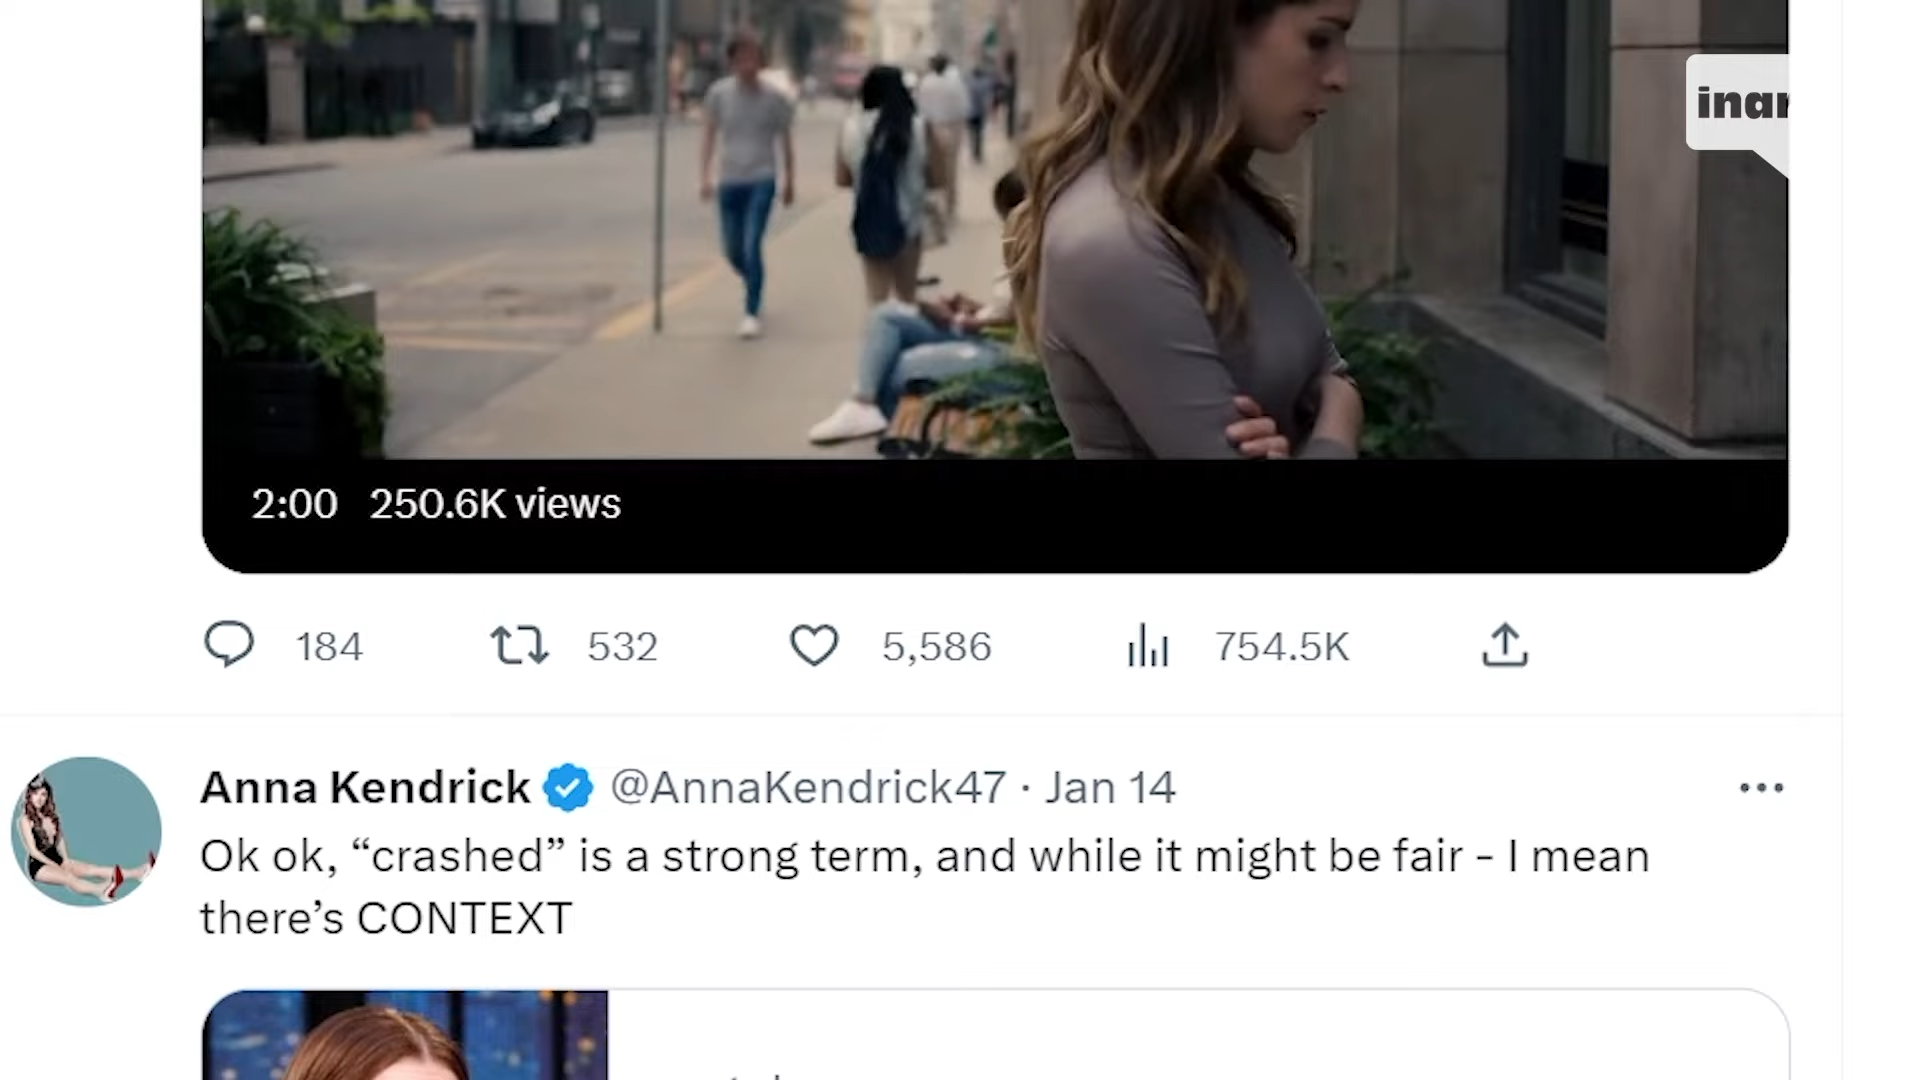 inar
2:00 250.6K views
184 532 5,586 754.5K
Anna Kendrick @AnnaKendrick47 · Jan 14
Ok ok, “crashed” is a strong term, and while it might be fair - I mean
there’s CONTEXT